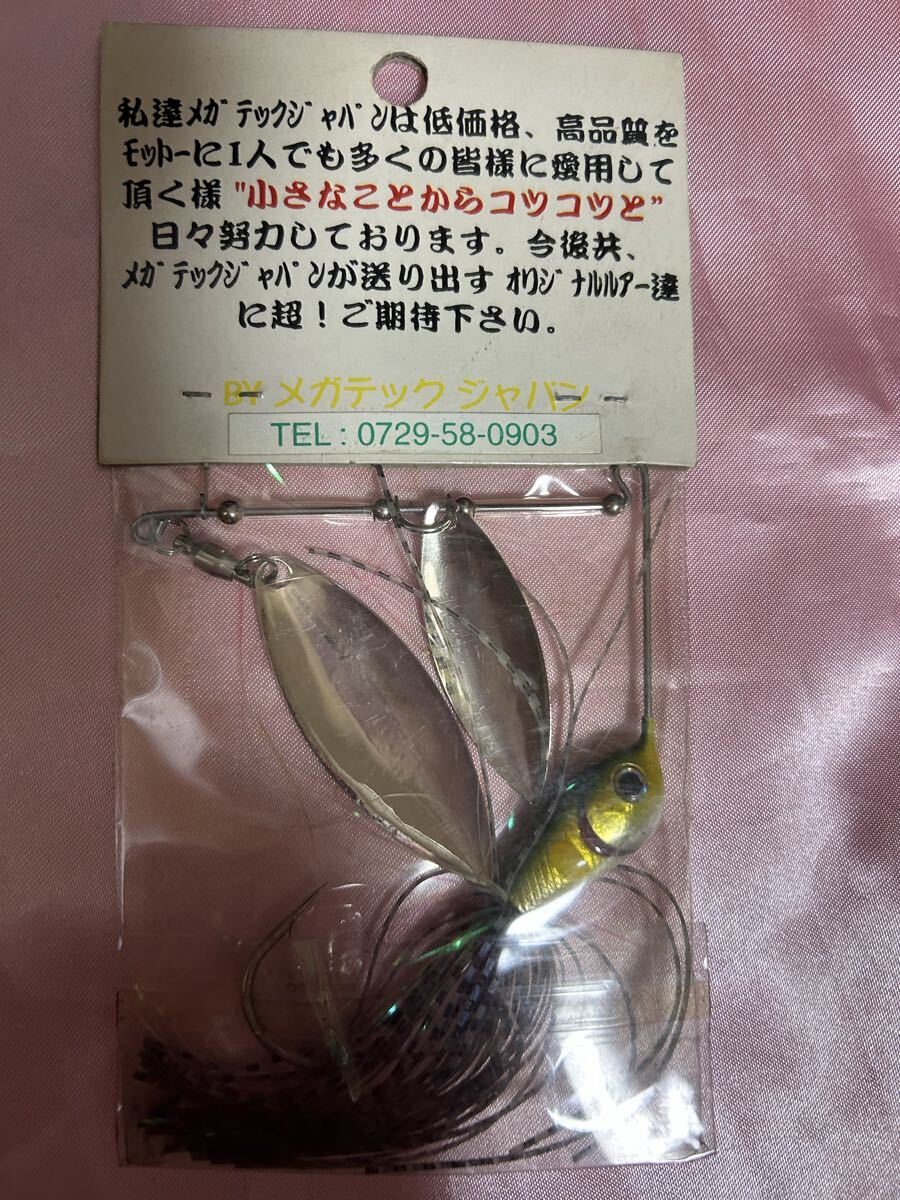 私達ﾒｶﾞﾃｯｸｼﾞｬﾊﾟﾝは低価格、高品質を
ﾓｯﾄｰに1人でも多くの皆様に愛用して
頂く様"小さなことからコツコツと"
日々努力しております。今後共、
ﾒｶﾞﾃｯｸｼﾞｬﾊﾟﾝが送り出すｵﾘｼﾞﾅﾙﾙｱｰ達
に超！ご期待下さい。
BY メガテック ジャパン
TEL : 0729-58-0903